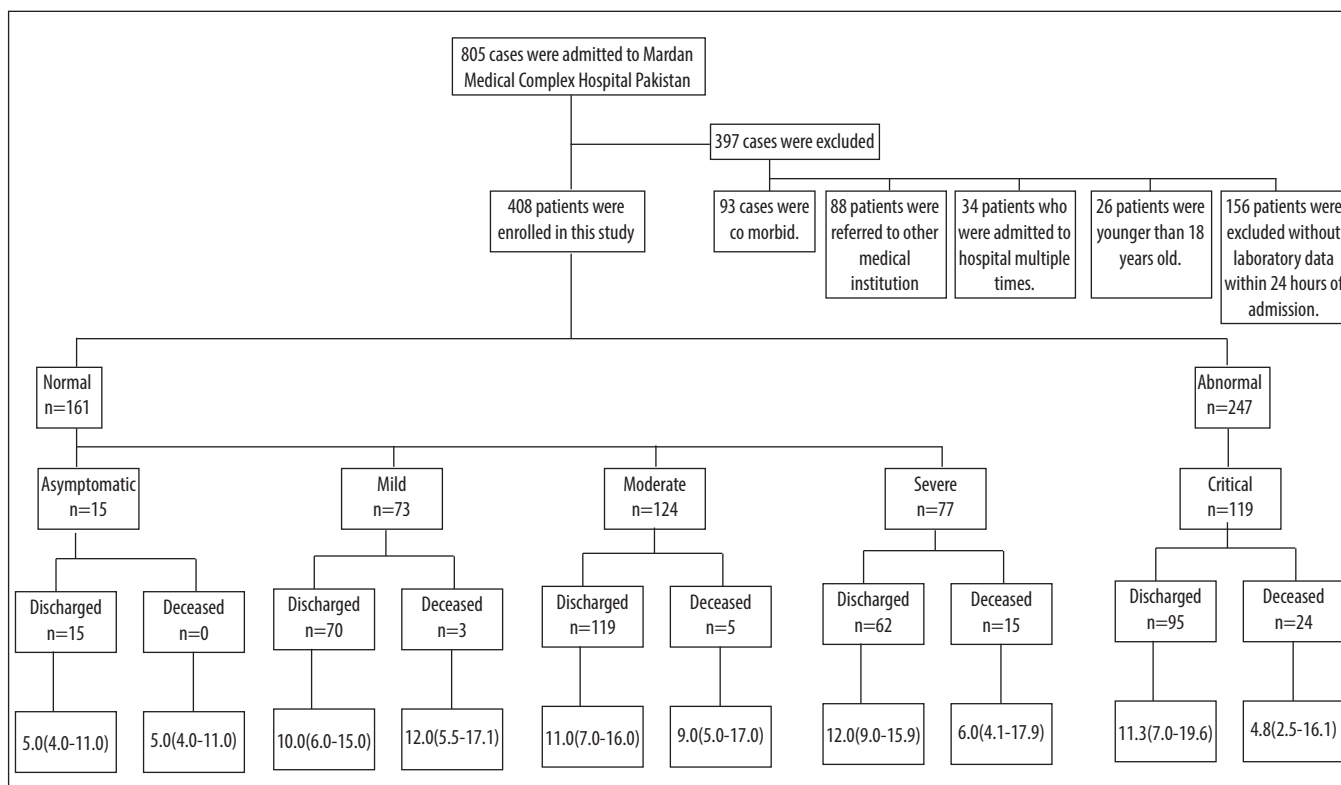 805 cases were admitted to Mardan
Medical Complex Hospital Pakistan
397 cases were excluded
408 patients were
enrolled in this study
93 cases were
co morbid.
88 patients were
referred to other
medical
institution
34 patients who
were admitted to
hospital multiple
times.
26 patients were
younger than 18
years old.
156 patients were
excluded without
laboratory data
within 24 hours of
admission.
Normal
n=161
Abnormal
n=247
Asymptomatic
n=15
Mild
n=73
Moderate
n=124
Severe
n=77
Critical
n=119
Discharged
n=15
Deceased
n=0
Discharged
n=70
Deceased
n=3
Discharged
n=119
Deceased
n=5
Discharged
n=62
Deceased
n=15
Discharged
n=95
Deceased
n=24
5.0(4.0-11.0)
5.0(4.0-11.0)
10.0(6.0-15.0)
12.0(5.5-17.1)
11.0(7.0-16.0)
9.0(5.0-17.0)
12.0(9.0-15.9)
6.0(4.1-17.9)
11.3(7.0-19.6)
4.8(2.5-16.1)